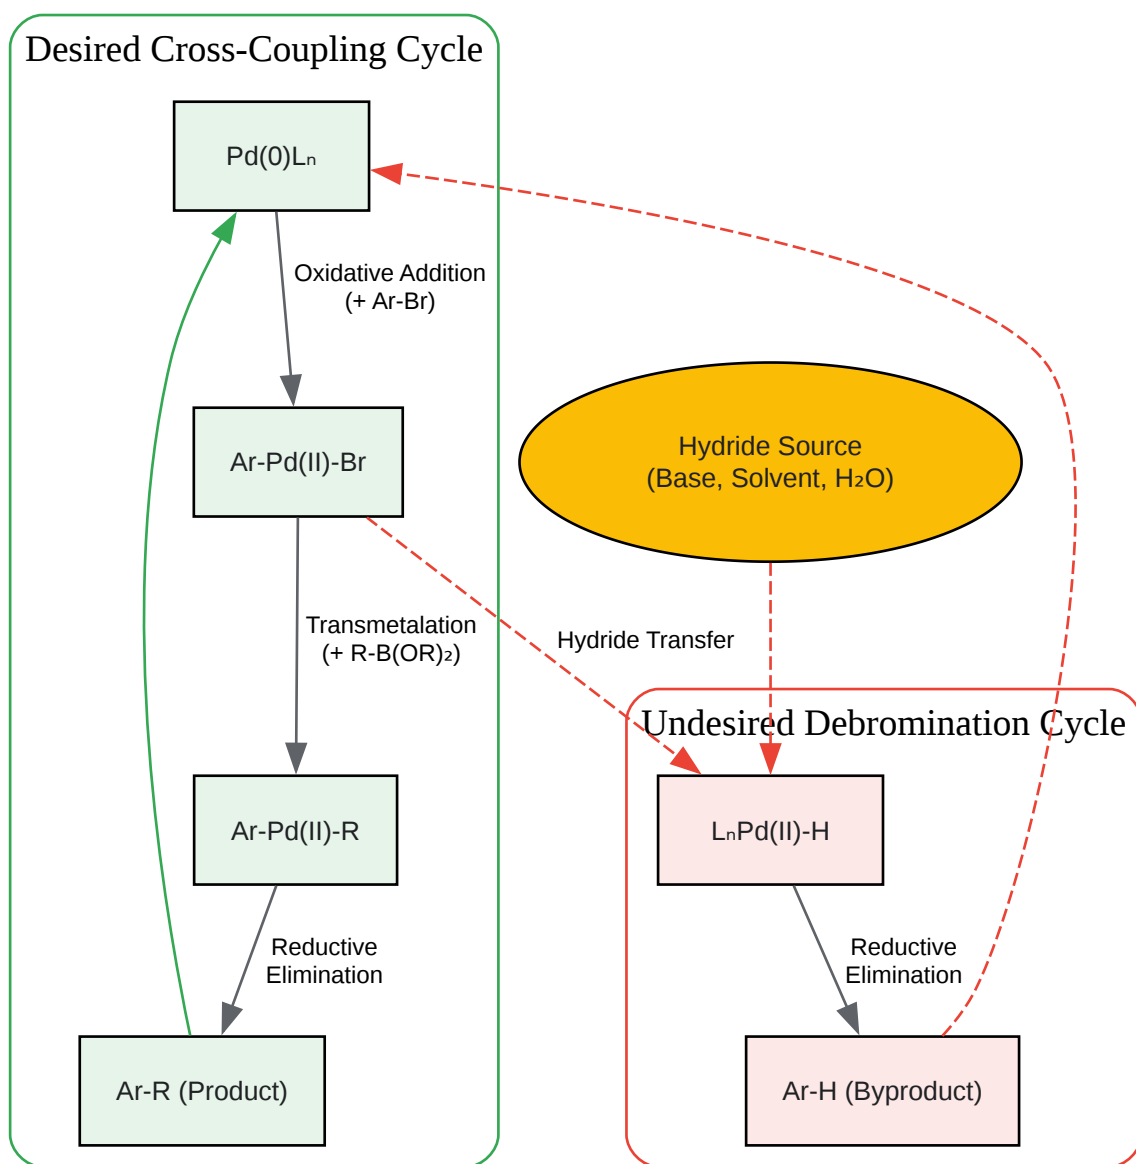 Desired Cross-Coupling Cycle
Pd(0)Lₙ
Oxidative Addition
(+ Ar-Br)
Ar-Pd(II)-Br
Hydride Source
(Base, Solvent, H₂O)
Transmetalation
(+ R-B(OR)₂)
Hydride Transfer
Undesired Debromination Cycle
Ar-Pd(II)-R
LₙPd(II)-H
Reductive
Elimination
Reductive
Elimination
Ar-R (Product)
Ar-H (Byproduct)